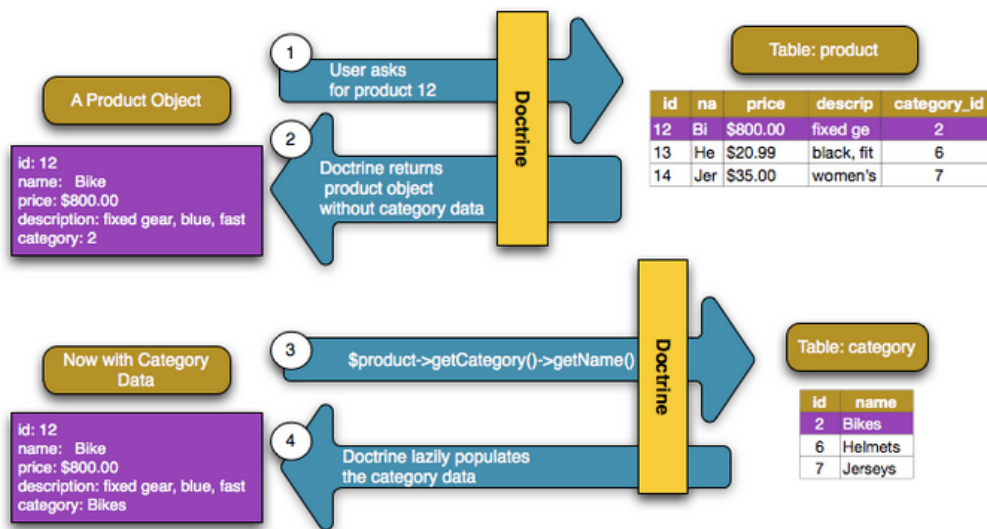 1
User asks
for product 12
Table: product
A Product Object
Doctrine
id na price descrip category_id
12 Bi $800.00 fixed ge 2
13 He $20.99 black, fit 6
14 Jer $35.00 women's 7
2
Doctrine returns
product object
without category data
id: 12
name: Bike
price: $800.00
description: fixed gear, blue, fast
category: 2
3
$product->getCategory()->getName()
Doctrine
Table: category
Now with Category
Data
id name
2 Bikes
6 Helmets
7 Jerseys
4
Doctrine lazily populates
the category data
id: 12
name: Bike
price: $800.00
description: fixed gear, blue, fast
category: Bikes